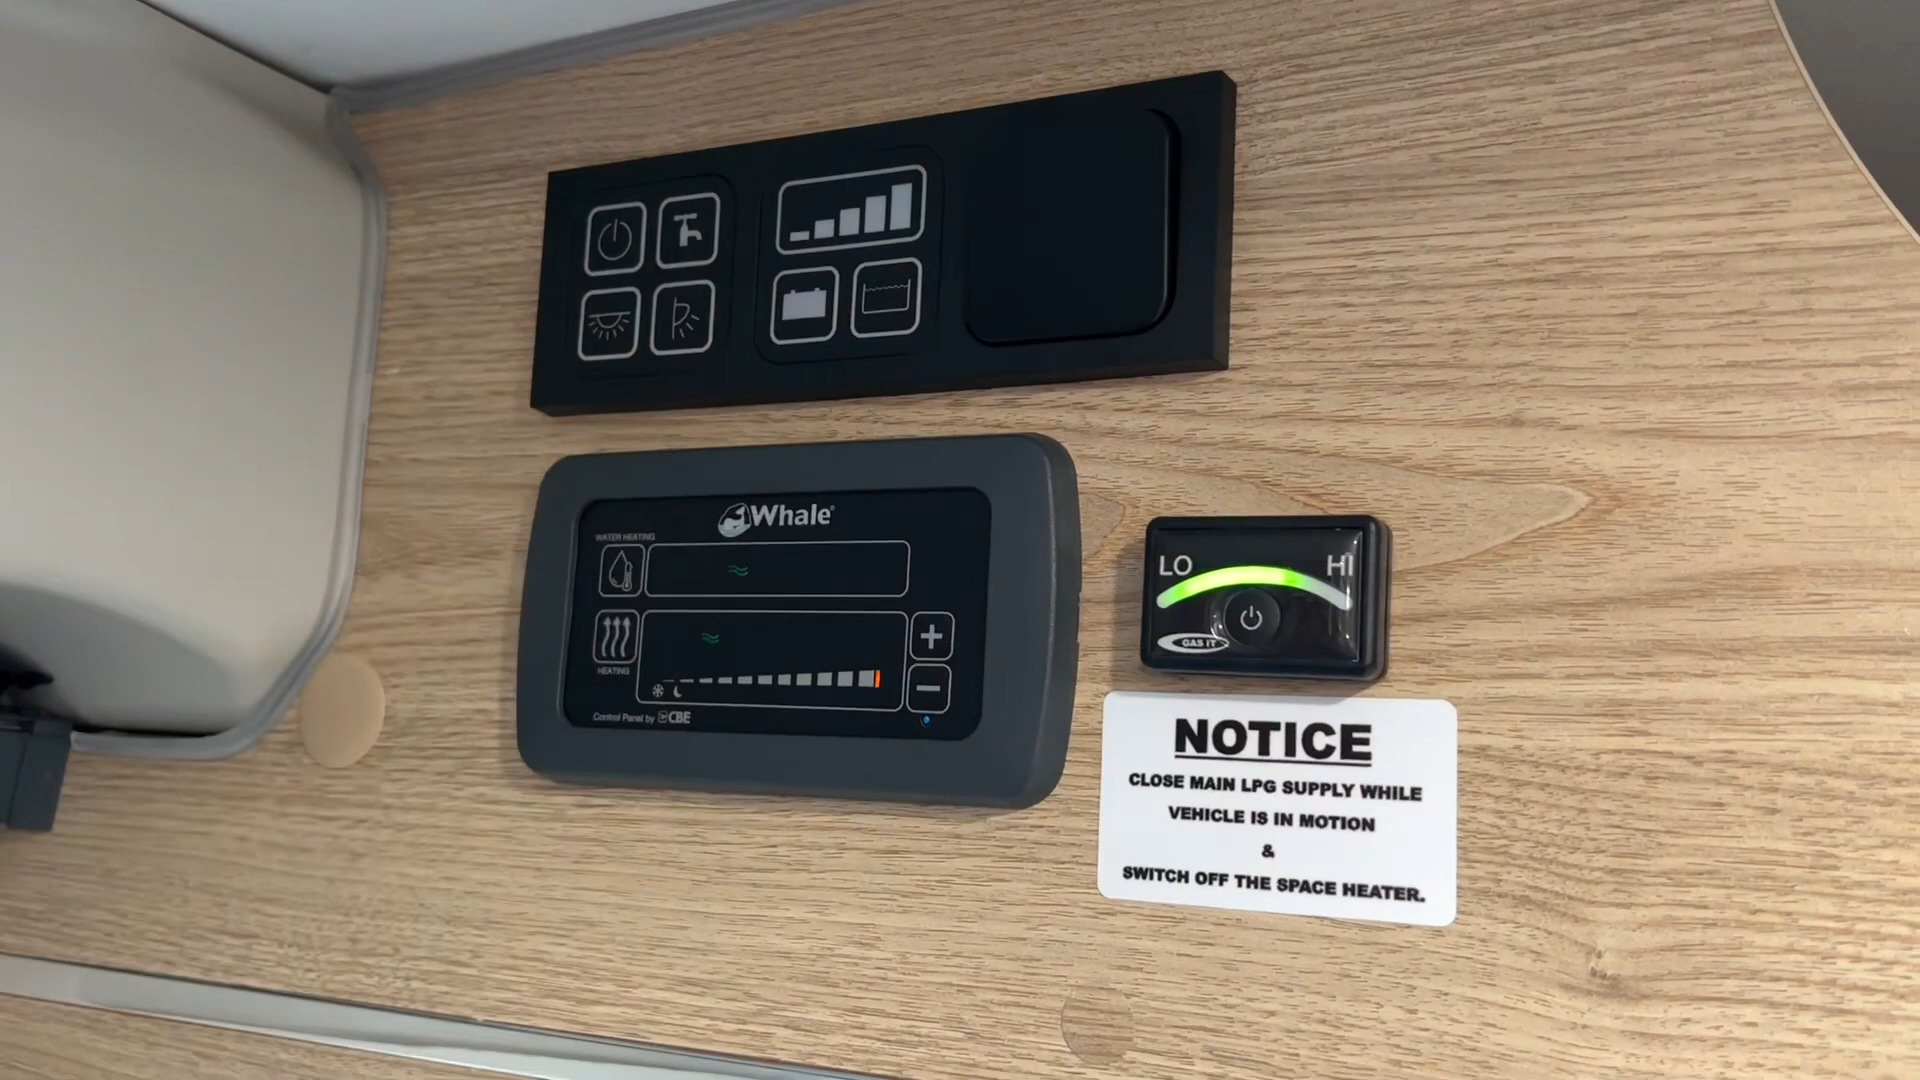 Whale
WATER HEATING
HEATING
Control Panel by CBE
LO HI
GAS IT
NOTICE
CLOSE MAIN LPG SUPPLY WHILE
VEHICLE IS IN MOTION
&
SWITCH OFF THE SPACE HEATER.